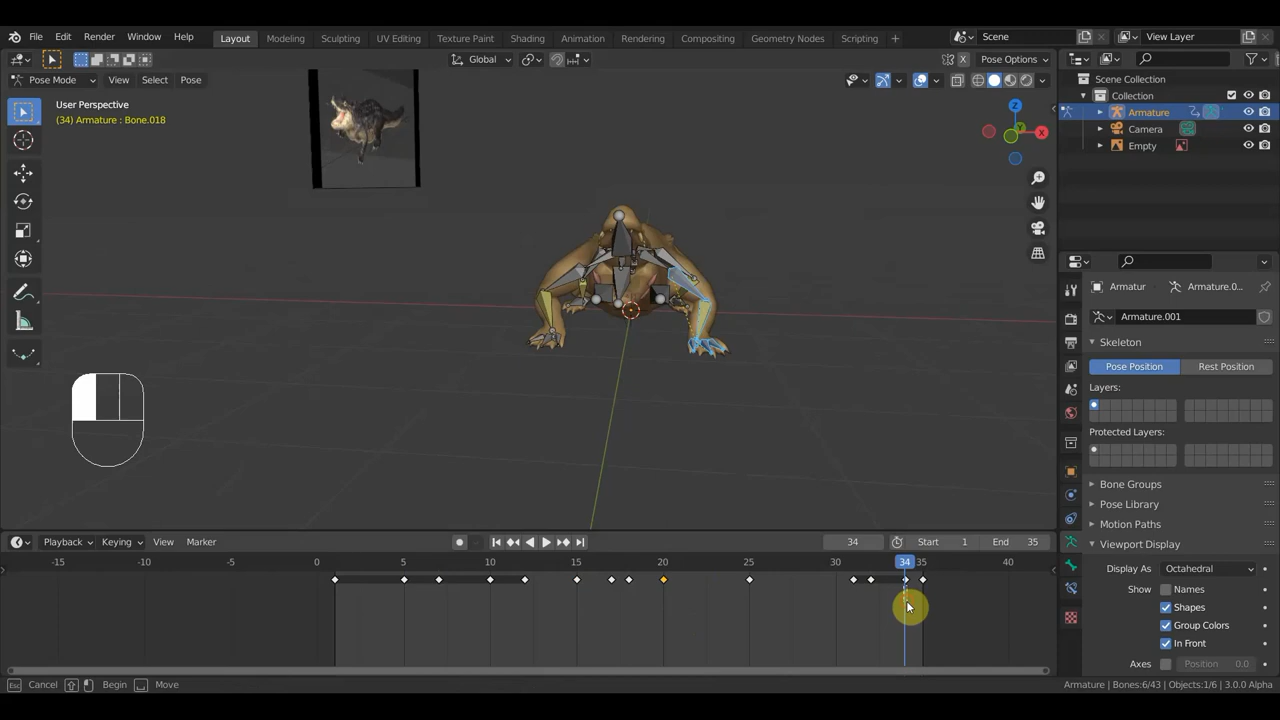 File Edit Render Window Help Layout Modeling Sculpting UV Editing Texture Paint Shading Animation Rendering Compositing Geometry Nodes Scripting + Scene View Layer
Global Pose Options
Pose Mode View Select Pose
User Perspective
(34) Armature : Bone.018
Z
X
Scene Collection
Collection
Armature
Camera
Empty
Armatur Armature.0...
Armature.001
Skeleton
Pose Position Rest Position
Layers:
Protected Layers:
Bone Groups
Pose Library
Motion Paths
Viewport Display
Display As Octahedral
Show Names
Shapes
Group Colors
In Front
Axes Position 0.0
Playback Keying View Marker 34 Start 1 End 35
-15 -10 -5 0 5 10 15 20 25 30 34 35 40
Esc Cancel Begin Move Armature | Bones:6/43 | Objects:1/6 | 3.0.0 Alpha